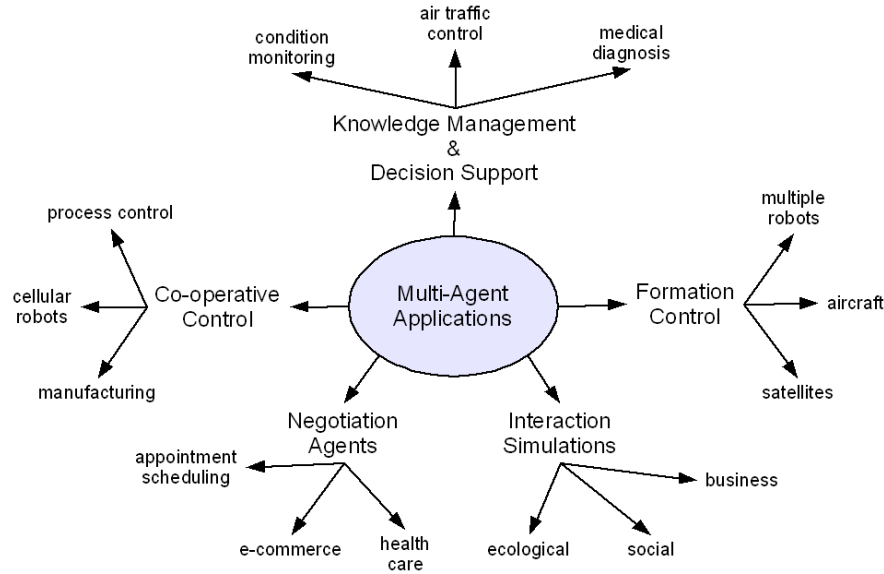 air traffic
control
condition
monitoring
medical
diagnosis
Knowledge Management
&
Decision Support
process control
multiple
robots
cellular
robots
Co-operative
Control
Multi-Agent
Applications
Formation
Control
aircraft
manufacturing
satellites
Negotiation
Agents
Interaction
Simulations
appointment
scheduling
business
e-commerce
health
care
ecological
social